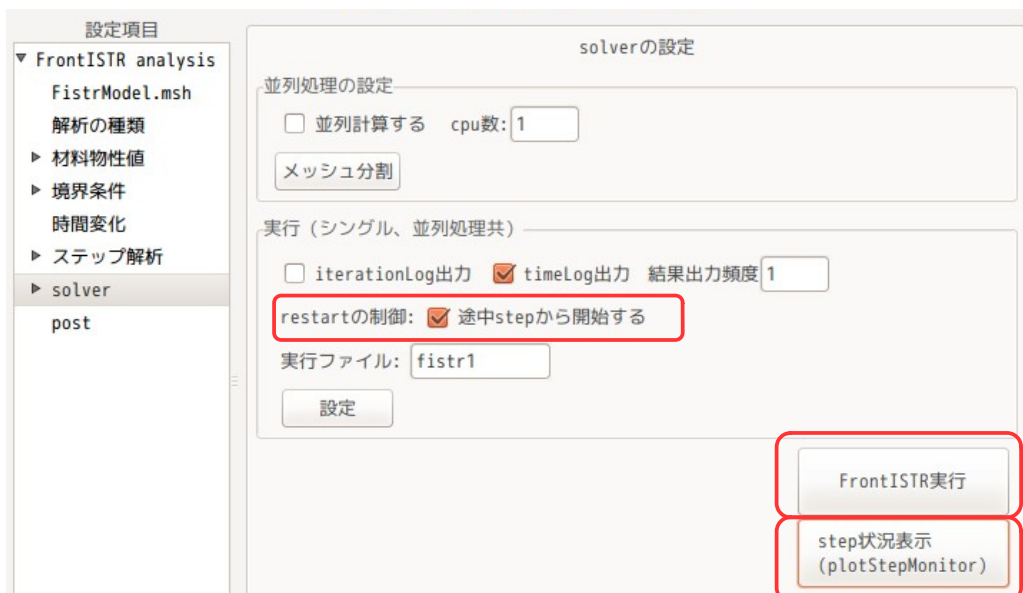 設定項目
FrontISTR analysis
FistrModel.msh
解析の種類
材料物性値
境界条件
時間変化
ステップ解析
solver
post
solverの設定
並列処理の設定
並列計算する cpu数: 1
メッシュ分割
実行（シングル、並列処理共）
iterationLog出力 timeLog出力 結果出力頻度 1
restartの制御: 途中stepから開始する
実行ファイル: fistr1
設定
FrontISTR実行
step状況表示
(plotStepMonitor)